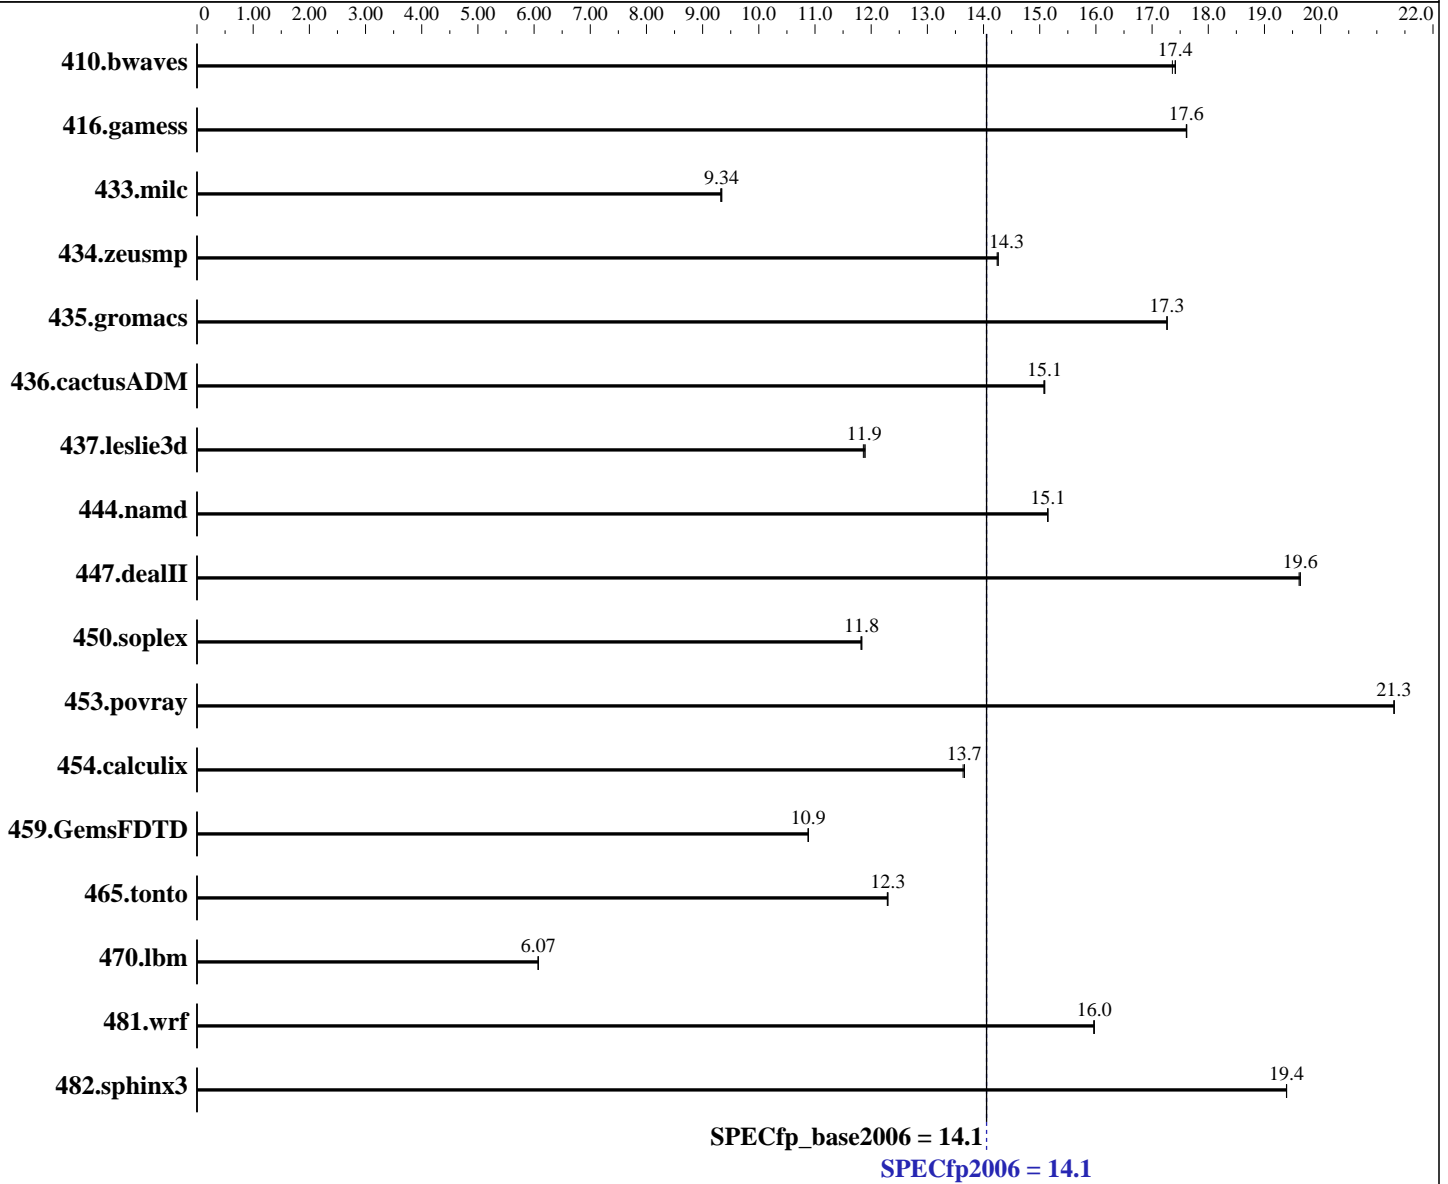 0 1.00 2.00 3.00 4.00 5.00 6.00 7.00 8.00 9.00 10.0 11.0 12.0 13.0 14.0 15.0 16.0 17.0 18.0 19.0 20.0 22.0
17.4
410.bwaves
17.6
416.gamess
9.34
433.milc
14.3
434.zeusmp
17.3
435.gromacs
15.1
436.cactusADM
11.9
437.leslie3d
15.1
444.namd
19.6
447.dealII
11.8
450.soplex
21.3
453.povray
13.7
454.calculix
10.9
459.GemsFDTD
12.3
465.tonto
6.07
470.lbm
16.0
481.wrf
19.4
482.sphinx3
SPECfp_base2006 = 14.1
SPECfp2006 = 14.1